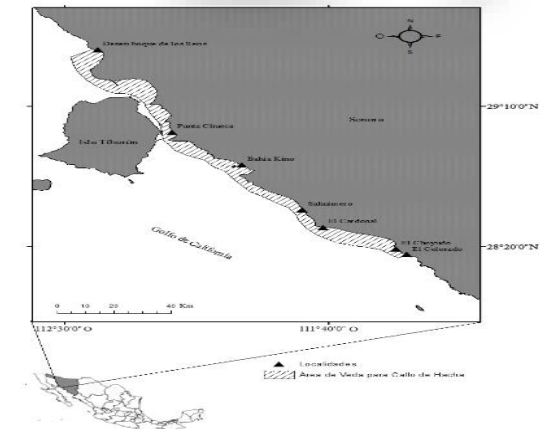 N
O E
S
Desemboque de los Seris
29°10'0"N
Punta Chueca
Sonora
Isla Tiburón
Bahía Kino
Sahuimaro
El Cardonal
Golfo de California
El Choyudo
28°20'0"N
El Colorado
0 10 20 40 Km
112°30'0" O
111°40'0" O
Localidades
Área de Veda para Callo de Hacha